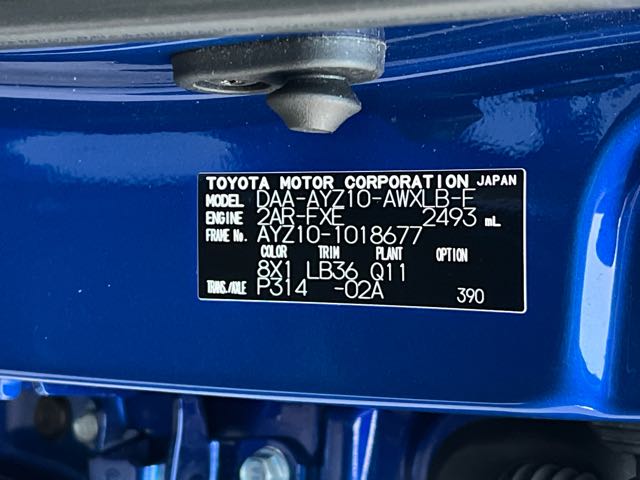 TOYOTA MOTOR CORPORATION JAPAN
MODEL DAA-AYZ10-AWXLB-E
ENGINE 2AR-FXE 2493 mL
FRAME No. AYZ10-1018677
COLOR TRIM PLANT OPTION
8X1 LB36 Q11
TRANS./AXLE P314 -02A 390